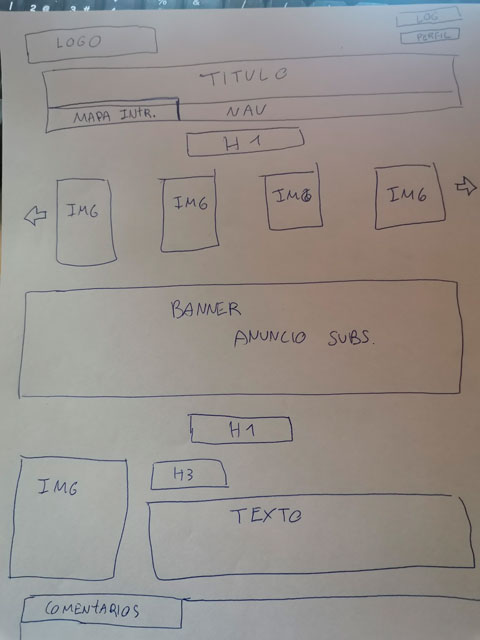 LOGO
LOG
PERFIL
TITULO
MAPA INTR.
NAV
H1
IMG
IMG
IMG
IMG
BANNER
ANUNCIO SUBS.
H1
IMG
H3
TEXTO
COMENTARIOS